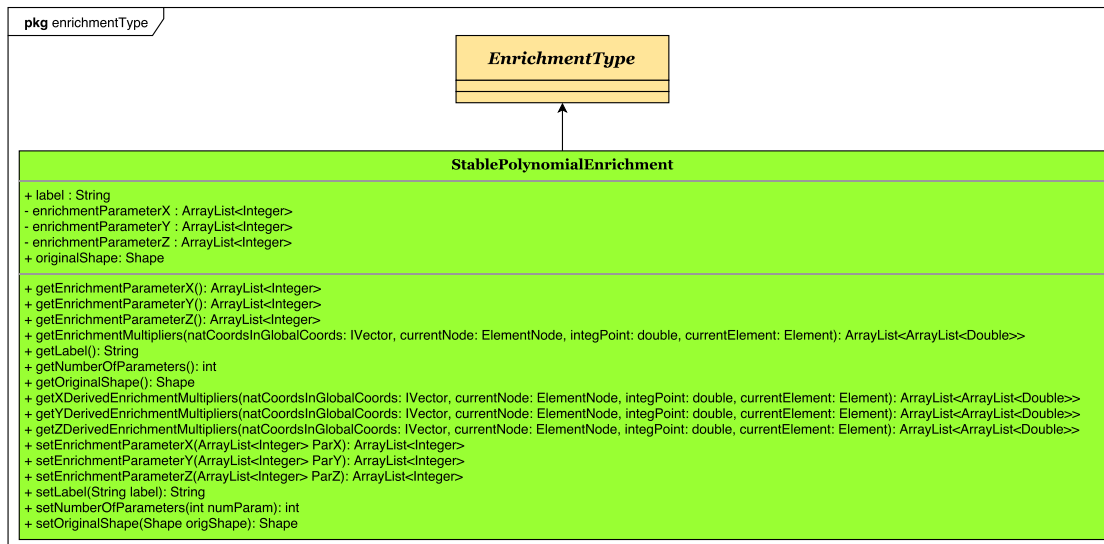 pkg enrichmentType
EnrichmentType
StablePolynomialEnrichment
+ label : String
- enrichmentParameterX : ArrayList<Integer>
- enrichmentParameterY : ArrayList<Integer>
- enrichmentParameterZ : ArrayList<Integer>
+ originalShape: Shape
+ getEnrichmentParameterX(): ArrayList<Integer>
+ getEnrichmentParameterY(): ArrayList<Integer>
+ getEnrichmentParameterZ(): ArrayList<Integer>
+ getEnrichmentMultipliers(natCoordsInGlobalCoords: IVector, currentNode: ElementNode, integPoint: double, currentElement: Element): ArrayList<ArrayList<Double>>
+ getLabel(): String
+ getNumberOfParameters(): int
+ getOriginalShape(): Shape
+ getXDerivedEnrichmentMultipliers(natCoordsInGlobalCoords: IVector, currentNode: ElementNode, integPoint: double, currentElement: Element): ArrayList<ArrayList<Double>>
+ getYDerivedEnrichmentMultipliers(natCoordsInGlobalCoords: IVector, currentNode: ElementNode, integPoint: double, currentElement: Element): ArrayList<ArrayList<Double>>
+ getZDerivedEnrichmentMultipliers(natCoordsInGlobalCoords: IVector, currentNode: ElementNode, integPoint: double, currentElement: Element): ArrayList<ArrayList<Double>>
+ setEnrichmentParameterX(ArrayList<Integer> ParX): ArrayList<Integer>
+ setEnrichmentParameterY(ArrayList<Integer> ParY): ArrayList<Integer>
+ setEnrichmentParameterZ(ArrayList<Integer> ParZ): ArrayList<Integer>
+ setLabel(String label): String
+ setNumberOfParameters(int numParam): int
+ setOriginalShape(Shape origShape): Shape